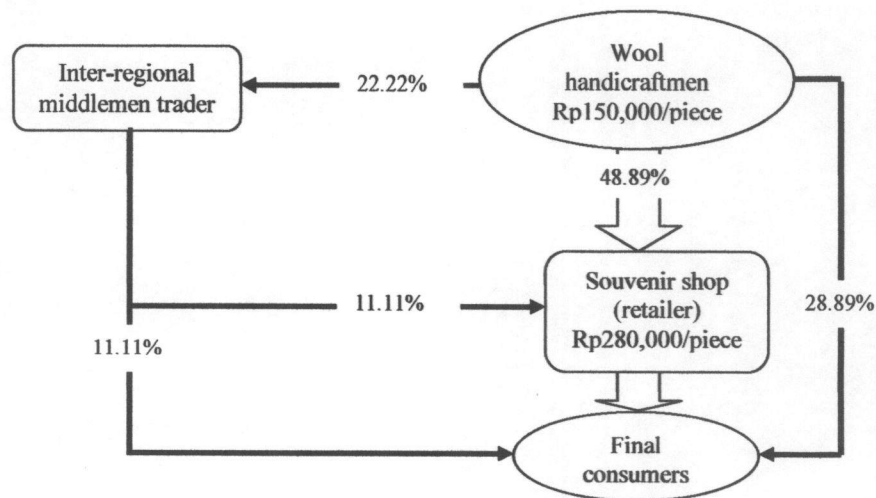 Wool
handicraftmen
Rp150,000/piece
Inter-regional
middlemen trader
22.22%
48.89%
Souvenir shop
(retailer)
Rp280,000/piece
11.11%
28.89%
11.11%
Final
consumers